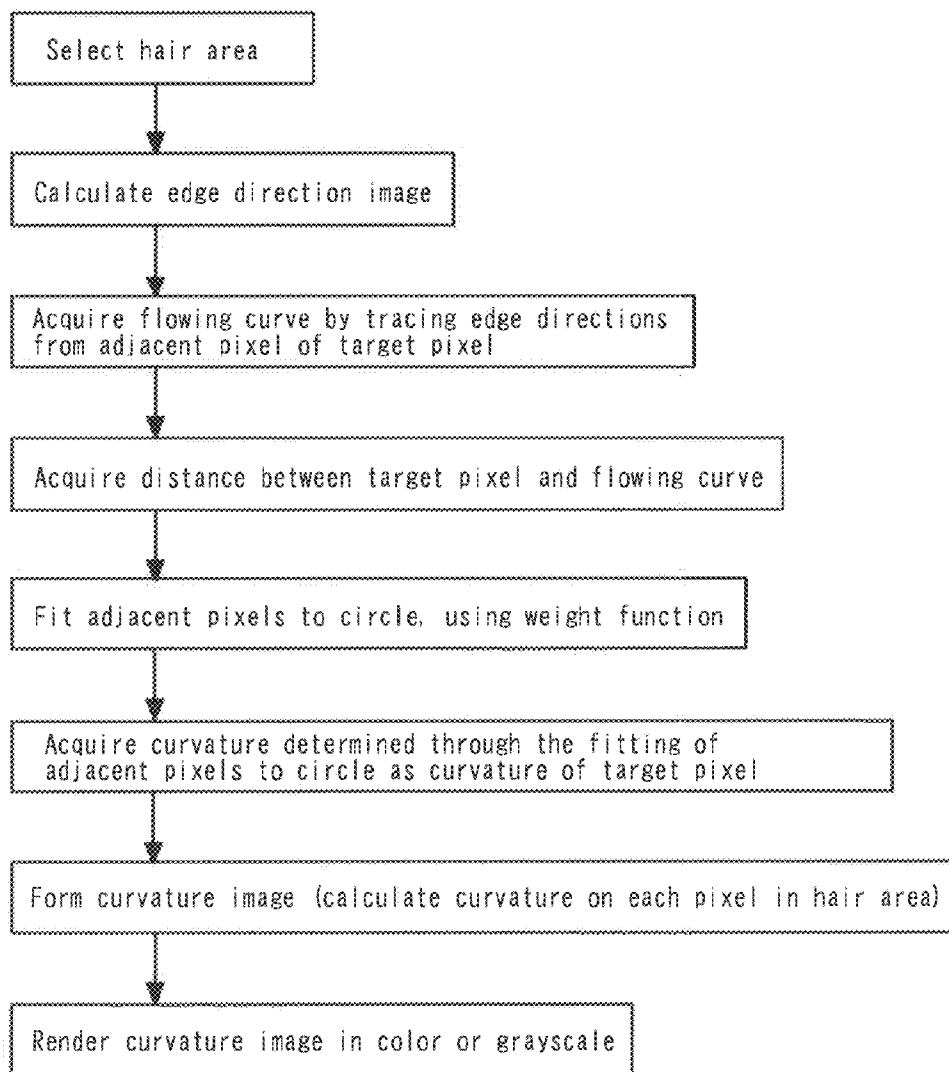 Select hair area
Calculate edge direction image
Acquire flowing curve by tracing edge directions
from adjacent pixel of target pixel
Acquire distance between target pixel and flowing curve
Fit adjacent pixels to circle, using weight function
Acquire curvature determined through the fitting of
adjacent pixels to circle as curvature of target pixel
Form curvature image (calculate curvature on each pixel in hair area)
Render curvature image in color or grayscale